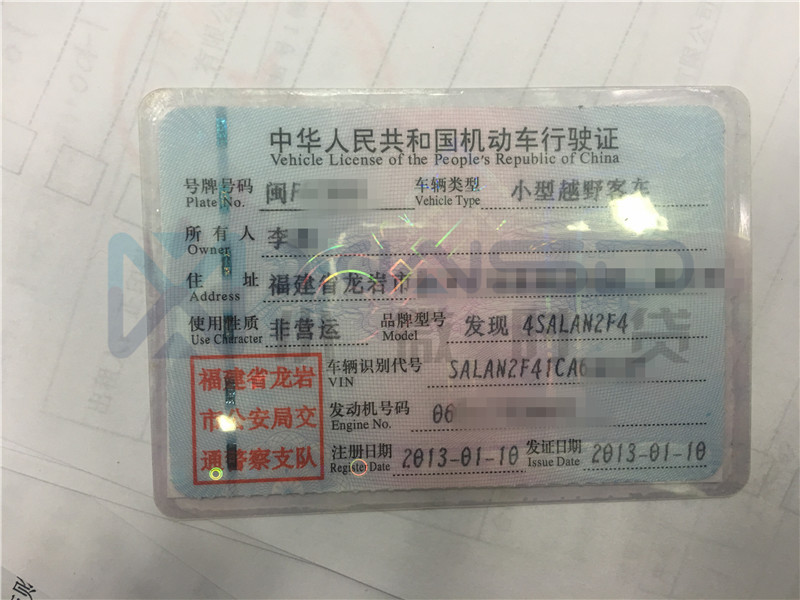 中华人民共和国机动车行驶证
Vehicle License of the People's Republic of China
号牌号码 闽F 车辆类型 小型越野客车
Plate No. Vehicle Type
所有人 李
Owner
住址 福建省龙岩市
Address
使用性质 非营运 品牌型号 发现 4SALAN2F4
Use Character Model
福建省龙岩
市公安局交
通警察支队
车辆识别代号 SALAN2F41CA6
VIN
发动机号码 06
Engine No.
注册日期 2013-01-10 发证日期 2013-01-10
Register Date Issue Date